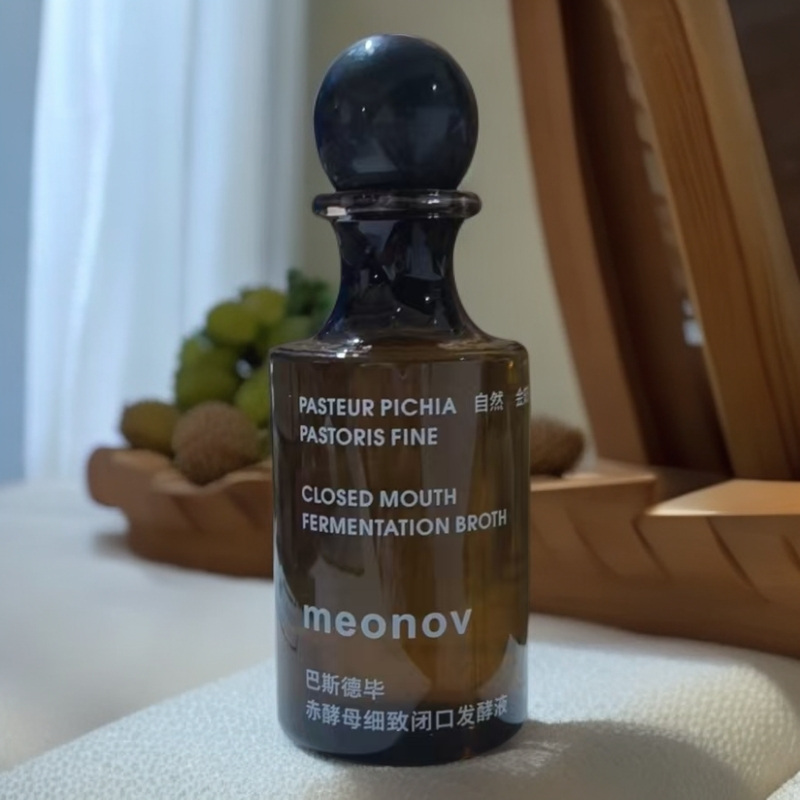 PASTEUR PICHIA 自然
PASTORIS FINE
CLOSED MOUTH
FERMENTATION BROTH
meonov
巴斯德毕
赤酵母细致闭口发酵液